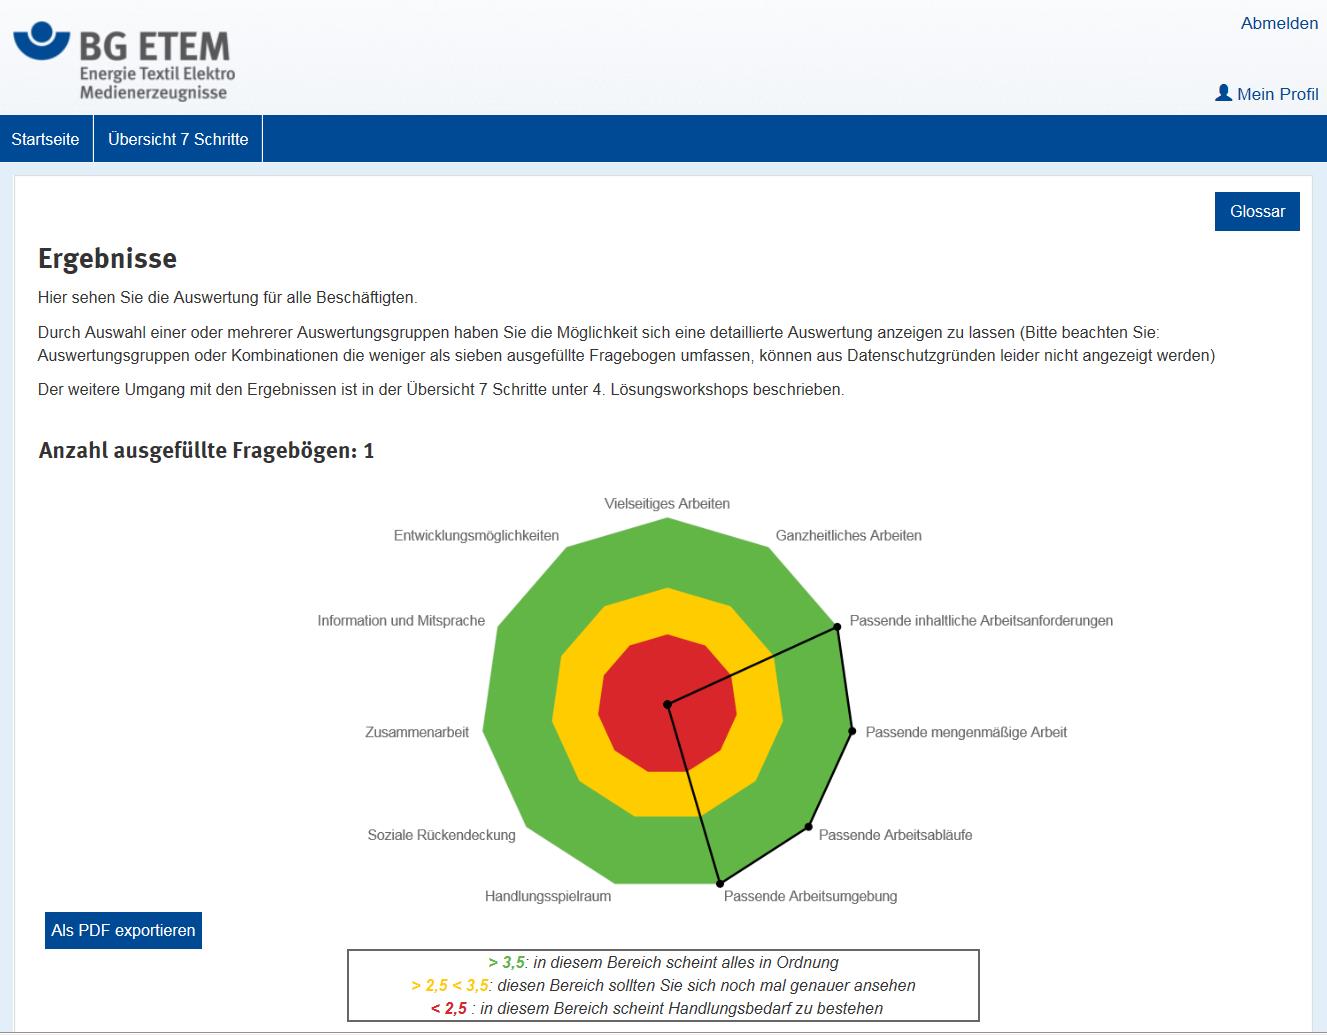 Abmelden
BG ETEM
Energie Textil Elektro
Medienerzeugnisse
Mein Profil
Startseite
Übersicht 7 Schritte
Glossar
Ergebnisse
Hier sehen Sie die Auswertung für alle Beschäftigten.
Durch Auswahl einer oder mehrerer Auswertungsgruppen haben Sie die Möglichkeit sich eine detaillierte Auswertung anzeigen zu lassen (Bitte beachten Sie:
Auswertungsgruppen oder Kombinationen die weniger als sieben ausgefüllte Fragebogen umfassen, können aus Datenschutzgründen leider nicht angezeigt werden)
Der weitere Umgang mit den Ergebnissen ist in der Übersicht 7 Schritte unter 4. Lösungsworkshops beschrieben.
Anzahl ausgefüllte Fragebögen: 1
Vielseitiges Arbeiten
Entwicklungsmöglichkeiten
Ganzheitliches Arbeiten
Information und Mitsprache
Passende inhaltliche Arbeitsanforderungen
Zusammenarbeit
Passende mengenmäßige Arbeit
Soziale Rückendeckung
Passende Arbeitsabläufe
Handlungsspielraum
Passende Arbeitsumgebung
Als PDF exportieren
> 3,5: in diesem Bereich scheint alles in Ordnung
> 2,5 < 3,5: diesen Bereich sollten Sie sich noch mal genauer ansehen
< 2,5 : in diesem Bereich scheint Handlungsbedarf zu bestehen